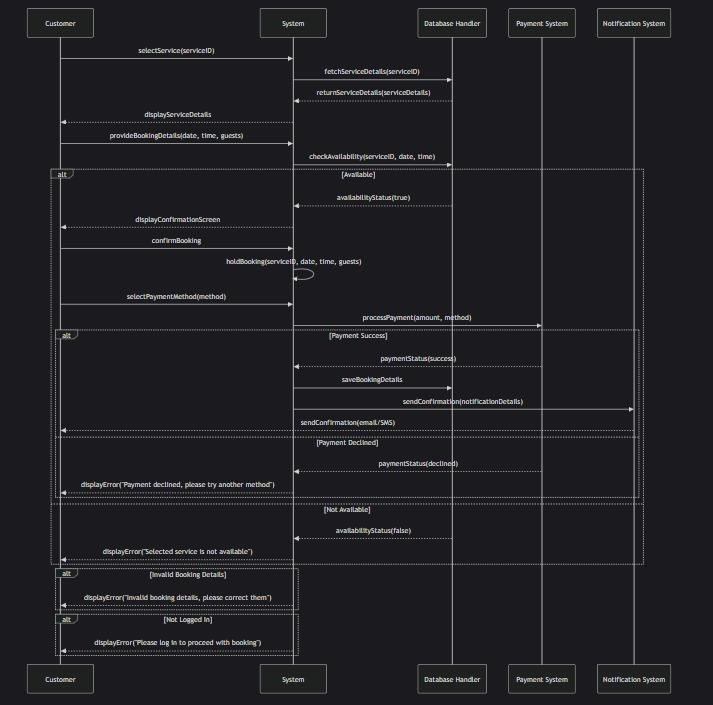 Customer System Database Handler Payment System Notification System
selectService(serviceID)
fetchServiceDetails(serviceID)
returnServiceDetails(serviceDetails)
displayServiceDetails
provideBookingDetails(date, time, guests)
checkAvailability(serviceID, date, time)
alt [Available]
availabilityStatus(true)
displayConfirmationScreen
confirmBooking
holdBooking(serviceID, date, time, guests)
selectPaymentMethod(method)
processPayment(amount, method)
alt [Payment Success]
paymentStatus(success)
saveBookingDetails
sendConfirmation(notificationDetails)
sendConfirmation(email/SMS)
[Payment Declined]
paymentStatus(declined)
displayError("Payment declined, please try another method")
[Not Available]
availabilityStatus(false)
displayError("Selected service is not available")
alt [Invalid Booking Details]
displayError("Invalid booking details, please correct them")
alt [Not Logged In]
displayError("Please log in to proceed with booking")
Customer System Database Handler Payment System Notification System